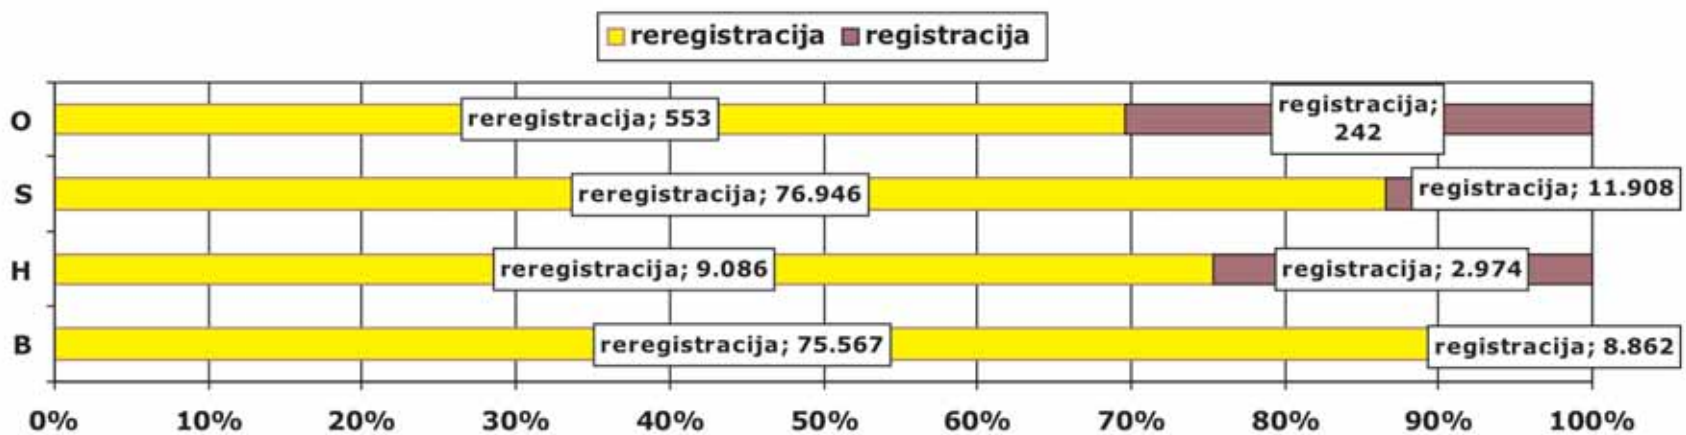 reregistracija registracija
O
reregistracija; 553
registracija;
242
S
reregistracija; 76.946
registracija; 11.908
H
reregistracija; 9.086
registracija; 2.974
B
reregistracija; 75.567
registracija; 8.862
0% 10% 20% 30% 40% 50% 60% 70% 80% 90% 100%